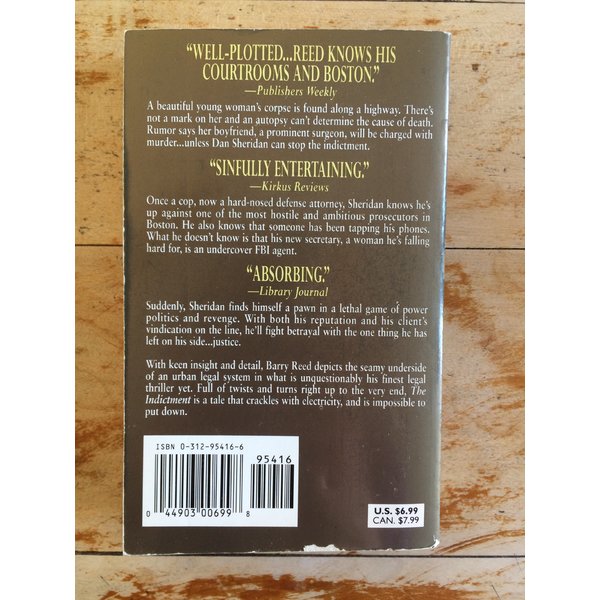 “WELL-PLOTTED...REED KNOWS HIS
COURTROOMS AND BOSTON.”
—Publishers Weekly
A beautiful young woman's corpse is found along a highway. There's
not a mark on her and an autopsy can't determine the cause of death.
Rumor says her boyfriend, a prominent surgeon, will be charged with
murder...unless Dan Sheridan can stop the indictment.
“SINFULLY ENTERTAINING.”
—Kirkus Reviews
Once a cop, now a hard-nosed defense attorney, Sheridan knows he's
up against one of the most hostile and ambitious prosecutors in
Boston. He also knows that someone has been tapping his phones.
What he doesn't know is that his new secretary, a woman he's falling
hard for, is an undercover FBI agent.
“ABSORBING.”
—Library Journal
Suddenly, Sheridan finds himself a pawn in a lethal game of power
politics and revenge. With both his reputation and his client's
vindication on the line, he'll fight betrayal with the one thing he has
left on his side...justice.
With keen insight and detail, Barry Reed depicts the seamy underside
of an urban legal system in what is unquestionably his finest legal
thriller yet. Full of twists and turns right up to the very end, The
Indictment is a tale that crackles with electricity, and is impossible to
put down.
ISBN 0-312-95416-6
95416
0 44903 00699 8
U.S. $6.99
CAN. $7.99